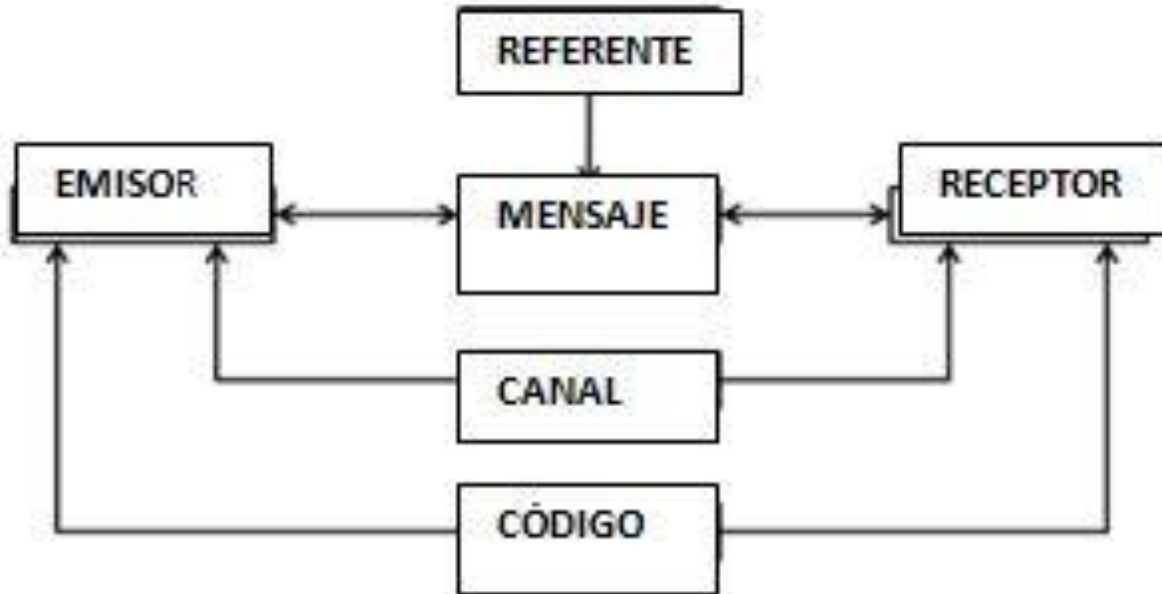 REFERENTE
EMISOR
MENSAJE
RECEPTOR
CANAL
CÓDIGO